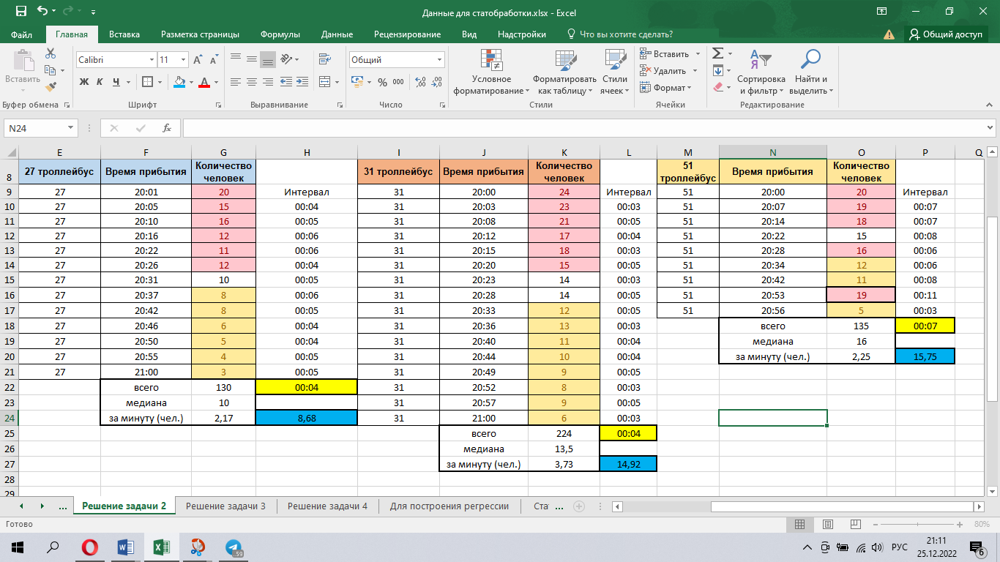 Данные для статобработки.xlsx - Excel
Файл Главная Вставка Разметка страницы Формулы Данные Рецензирование Вид Надстройки Что вы хотите сделать? Общий доступ
Вставить
Calibri 11
Ж К Ч
А
Общий
% 000
Условное форматирование
Форматировать как таблицу
Стили ячеек
Вставить
Удалить
Формат
Сортировка и фильтр
Найти и выделить
Буфер обмена Шрифт Выравнивание Число Стили Ячейки Редактирование
N24 fx
E F G H I J K L M N O P Q
8 27 троллейбус Время прибытия Количество человек 31 троллейбус Время прибытия Количество человек 51 троллейбус Время прибытия Количество человек
9 27 20:01 20 Интервал 31 20:00 24 Интервал 51 20:00 20 Интервал
10 27 20:05 15 00:04 31 20:03 23 00:03 51 20:07 19 00:07
11 27 20:10 16 00:05 31 20:08 21 00:05 51 20:14 18 00:07
12 27 20:16 12 00:06 31 20:12 17 00:04 51 20:22 15 00:08
13 27 20:22 11 00:06 31 20:15 18 00:03 51 20:28 16 00:06
14 27 20:26 12 00:04 31 20:20 15 00:05 51 20:34 12 00:06
15 27 20:31 10 00:05 31 20:23 14 00:03 51 20:42 11 00:08
16 27 20:37 8 00:06 31 20:28 14 00:05 51 20:53 19 00:11
17 27 20:42 8 00:05 31 20:33 12 00:05 51 20:56 5 00:03
18 27 20:46 6 00:04 31 20:36 13 00:03 всего 135 00:07
19 27 20:50 5 00:04 31 20:40 11 00:04 медиана 16
20 27 20:55 4 00:05 31 20:44 10 00:04 за минуту (чел.) 2,25 15,75
21 27 21:00 3 00:05 31 20:49 9 00:05
22 всего 130 00:04 31 20:52 8 00:03
23 медиана 10 31 20:57 9 00:05
24 за минуту (чел.) 2,17 8,68 31 21:00 6 00:03
25 всего 224 00:04
26 медиана 13,5
27 за минуту (чел.) 3,73 14,92
28
29
... Решение задачи 2 Решение задачи 3 Решение задачи 4 Для построения регрессии Ста ...
Готово 80%
59 РУС 21:11
25.12.2022 6